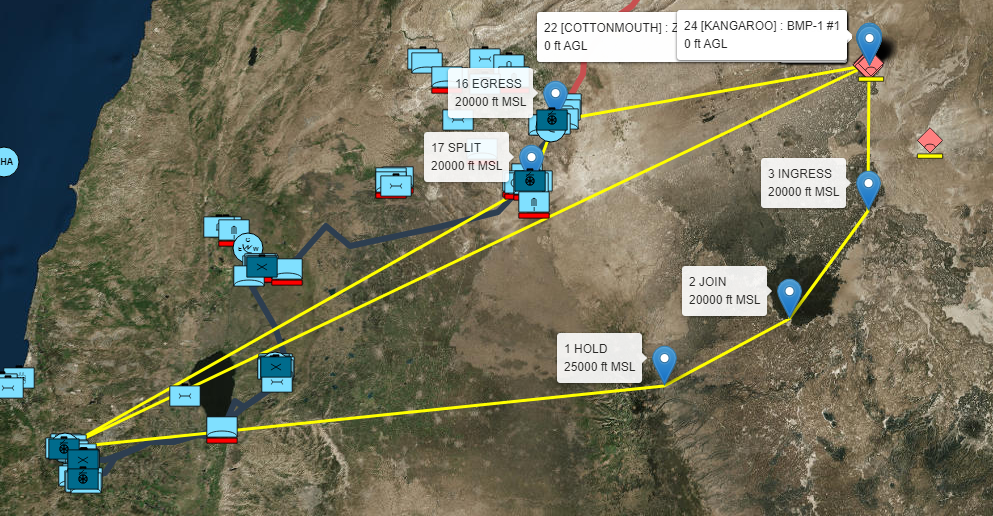 22 [COTTONMOUTH] : Z
0 ft AGL
24 [KANGAROO] : BMP-1 #1
0 ft AGL
16 EGRESS
20000 ft MSL
17 SPLIT
20000 ft MSL
HA
3 INGRESS
20000 ft MSL
2 JOIN
20000 ft MSL
1 HOLD
25000 ft MSL